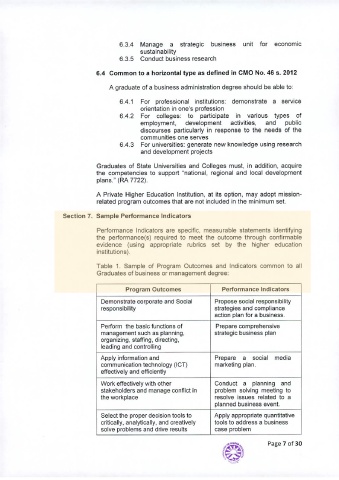 6.3.4 Manage a strategic business unit for economic
sustainability
6.3.5 Conduct business research
6.4 Common to a horizontal type as defined in CMO No. 46 s. 2012
A graduate of a business administration degree should be able to:
6.4.1 For professional institutions: demonstrate a service
orientation in one's profession
6.4.2 For colleges: to participate in various types of
employment, development activities, and public
discourses particularly in response to the needs of the
communities one serves
6.4.3 For universities: generate new knowledge using research
and development projects
Graduates of State Universities and Colleges must, in addition, acquire
the competencies to support "national, regional and local development
plans." (RA 7722).
A Private Higher Education Institution, at its option, may adopt mission-
related program outcomes that are not included in the minimum set.
Section 7. Sample Performance Indicators
Performance Indicators are specific, measurable statements identifying
the performance(s) required to meet the outcome through confirmable
evidence (using appropriate rubrics set by the higher education
institutions).
Table 1. Sample of Program Outcomes and Indicators common to all
Graduates of business or management degree:
Program Outcomes Performance Indicators
Demonstrate corporate and Social
responsibility
Propose social responsibility
strategies and compliance
action plan for a business.
Perform the basic functions of
management such as planning,
organizing, staffing, directing,
leading and controlling
Prepare comprehensive
strategic business plan
Apply information and
communication technology (ICT)
effectively and efficiently
Prepare a social media
marketing plan.
Work effectively with other
stakeholders and manage conflict in
the workplace
Conduct a planning and
problem solving meeting to
resolve issues related to a
planned business event.
Select the proper decision tools to
critically, analytically, and creatively
solve problems and drive results
Apply appropriate quantitative
tools to address a business
case problem
Page 7 of 30